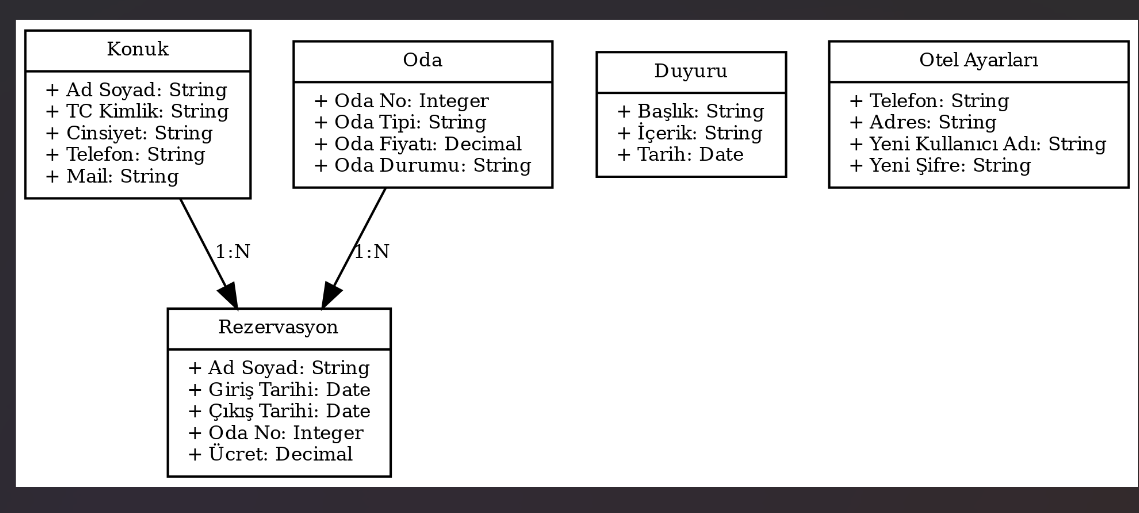 Konuk
+ Ad Soyad: String
+ TC Kimlik: String
+ Cinsiyet: String
+ Telefon: String
+ Mail: String
Oda
+ Oda No: Integer
+ Oda Tipi: String
+ Oda Fiyatı: Decimal
+ Oda Durumu: String
Duyuru
+ Başlık: String
+ İçerik: String
+ Tarih: Date
Otel Ayarları
+ Telefon: String
+ Adres: String
+ Yeni Kullanıcı Adı: String
+ Yeni Şifre: String
1:N
1:N
Rezervasyon
+ Ad Soyad: String
+ Giriş Tarihi: Date
+ Çıkış Tarihi: Date
+ Oda No: Integer
+ Ücret: Decimal